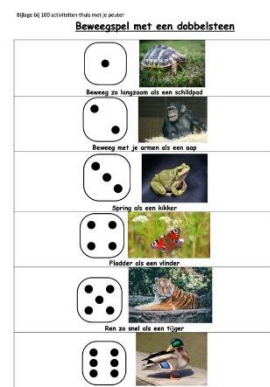 Bijlage bij 100 activiteiten thuis met je peuter
Beweegspel met een dobbelsteen
Beweeg zo langzaam als een schildpad
Beweeg met je armen als een aap
Spring als een kikker
Fladder als een vlinder
Ren zo snel als een tijger